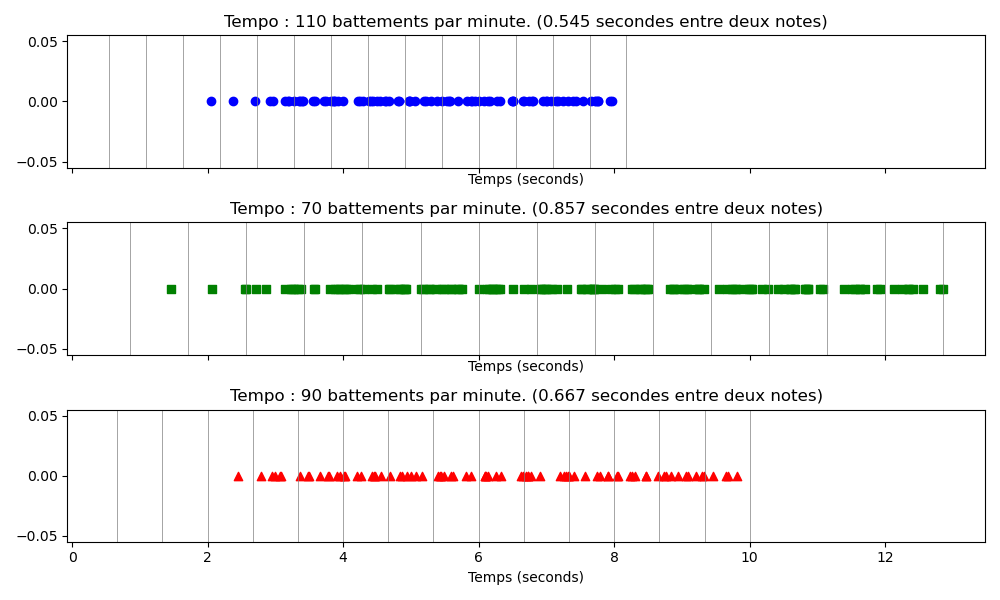 Tempo : 110 battements par minute. (0.545 secondes entre deux notes)
0.05
0.00
−0.05
Temps (seconds)
Tempo : 70 battements par minute. (0.857 secondes entre deux notes)
0.05
0.00
−0.05
Temps (seconds)
Tempo : 90 battements par minute. (0.667 secondes entre deux notes)
0.05
0.00
−0.05
0 2 4 6 8 10 12
Temps (seconds)